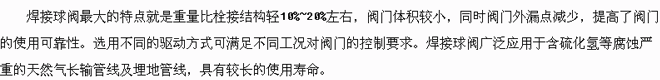 焊接球阀最大的特点就是重量比栓接结构轻10%~20%左右，阀门体积较小，同时阀门外漏点减少，提高了阀门
的使用可靠性。选用不同的驱动方式可满足不同工况对阀门的控制要求。焊接球阀广泛应用于含硫化氢等腐蚀严
重的天然气长输管线及埋地管线，具有较长的使用寿命。